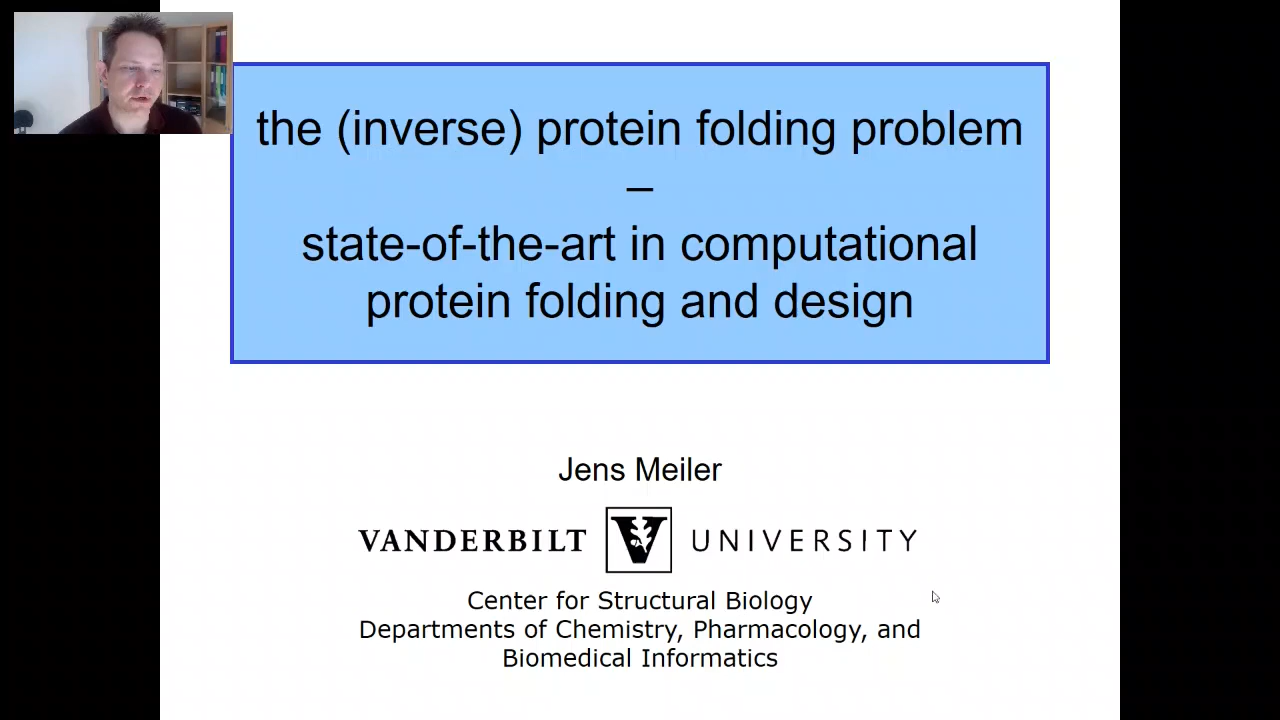 the (inverse) protein folding problem
–
state-of-the-art in computational
protein folding and design
Jens Meiler
VANDERBILT V UNIVERSITY
Center for Structural Biology
Departments of Chemistry, Pharmacology, and
Biomedical Informatics